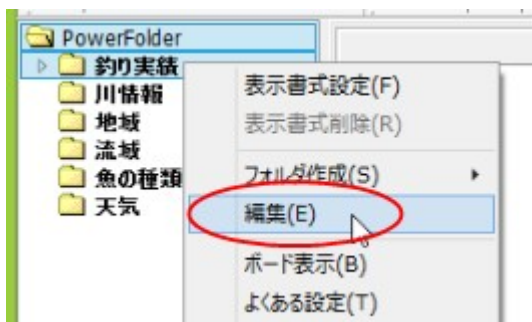 PowerFolder
釣り実績
川情報
地域
流域
魚の種類
天気
表示書式設定(F)
表示書式削除(R)
フォルダ作成(S)
編集(E)
ボード表示(B)
よくある設定(T)